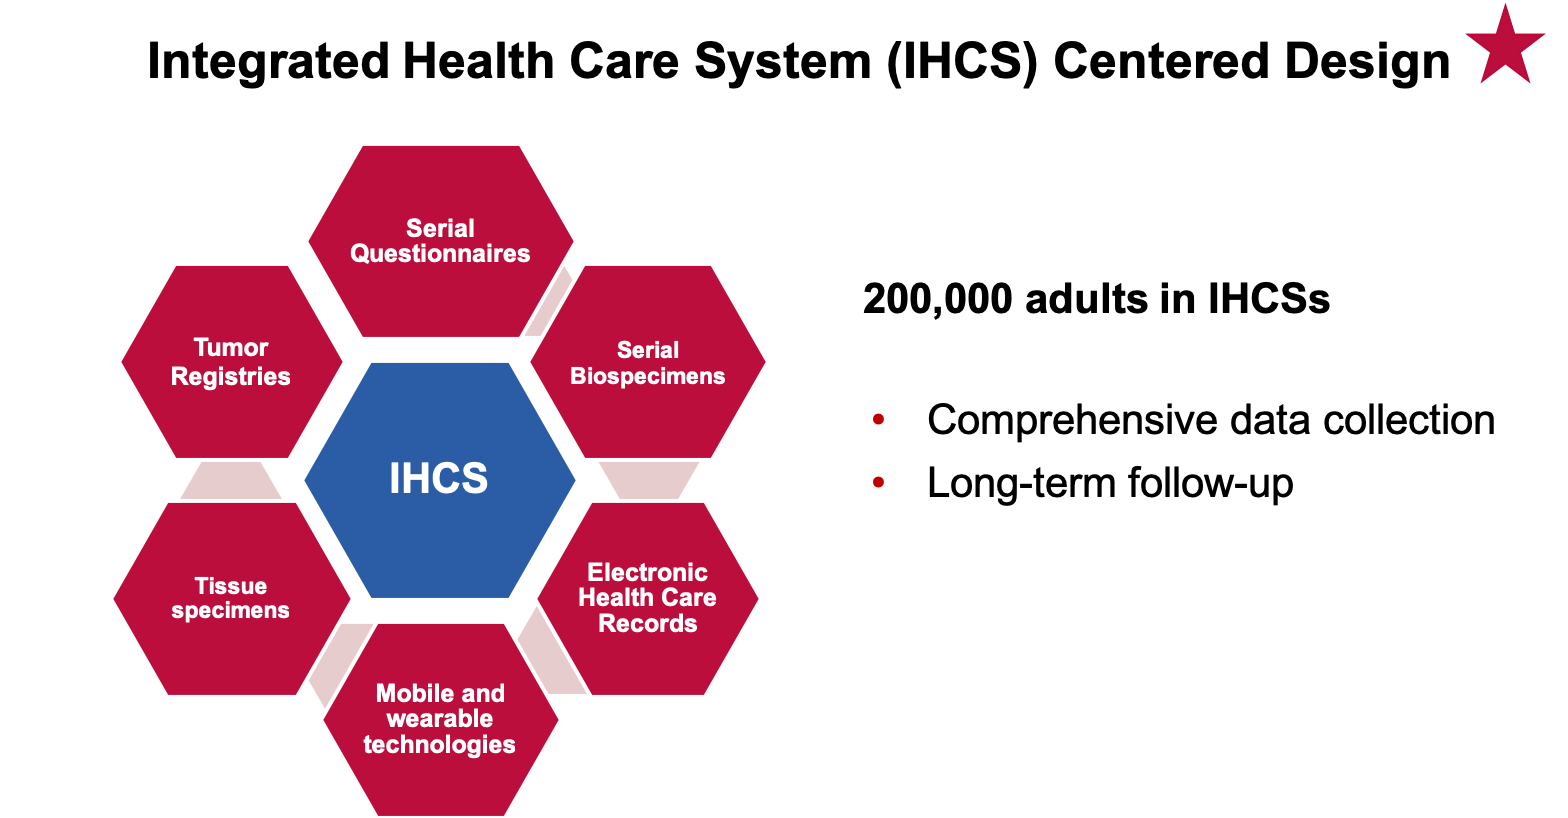 Integrated Health Care System (IHCS) Centered Design
Serial
Questionnaires
Tumor
Registries
Serial
Biospecimens
IHCS
Tissue
specimens
Electronic
Health Care
Records
Mobile and
wearable
technologies
200,000 adults in IHCSs
• Comprehensive data collection
• Long-term follow-up